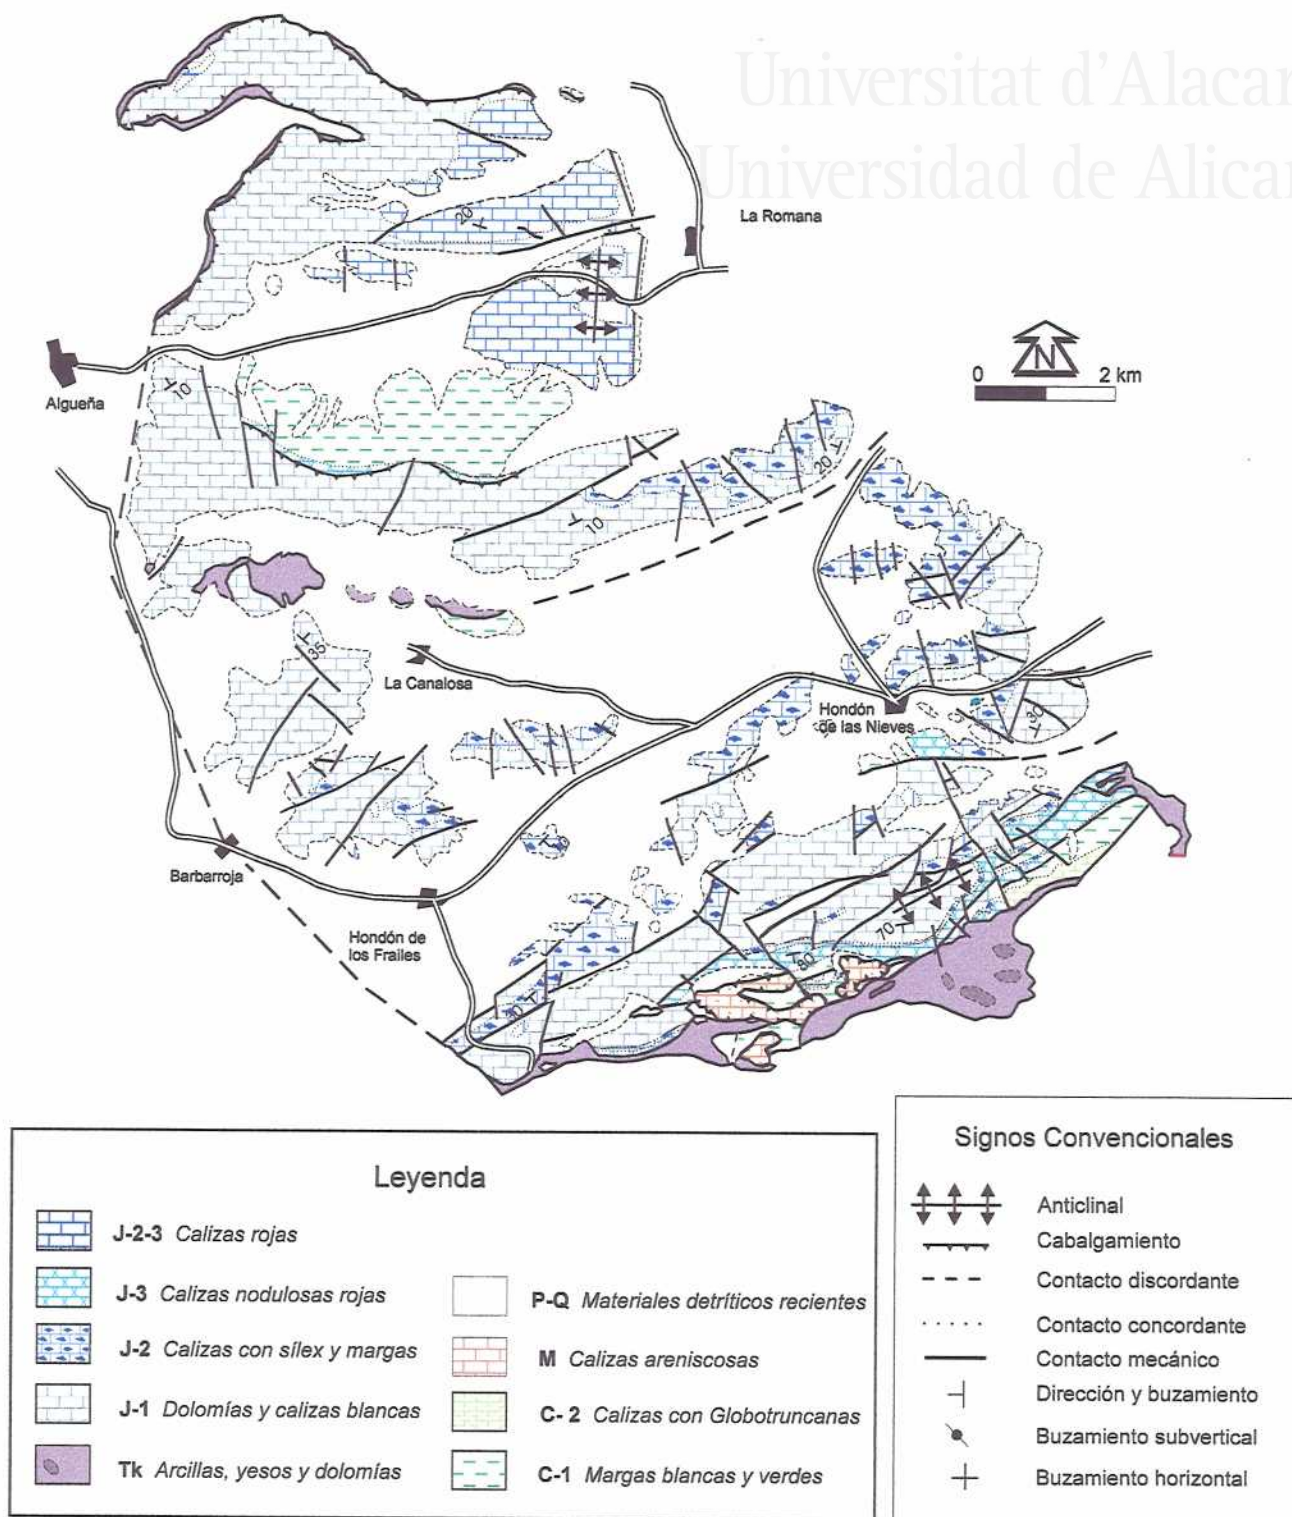 Universitat d'Alacan
Universidad de Alican
La Romana
20
N
0 2 km
Algueña
10
20
10
35
La Canalosa
Hondón
de las Nieves
30
Barbarroja
Hondón de
los Frailes
70
80
30
Leyenda
J-2-3 Calizas rojas
J-3 Calizas nodulosas rojas
J-2 Calizas con sílex y margas
J-1 Dolomías y calizas blancas
Tk Arcillas, yesos y dolomías
P-Q Materiales detríticos recientes
M Calizas areniscosas
C- 2 Calizas con Globotruncanas
C-1 Margas blancas y verdes
Signos Convencionales
Anticlinal
Cabalgamiento
Contacto discordante
Contacto concordante
Contacto mecánico
Dirección y buzamiento
Buzamiento subvertical
Buzamiento horizontal